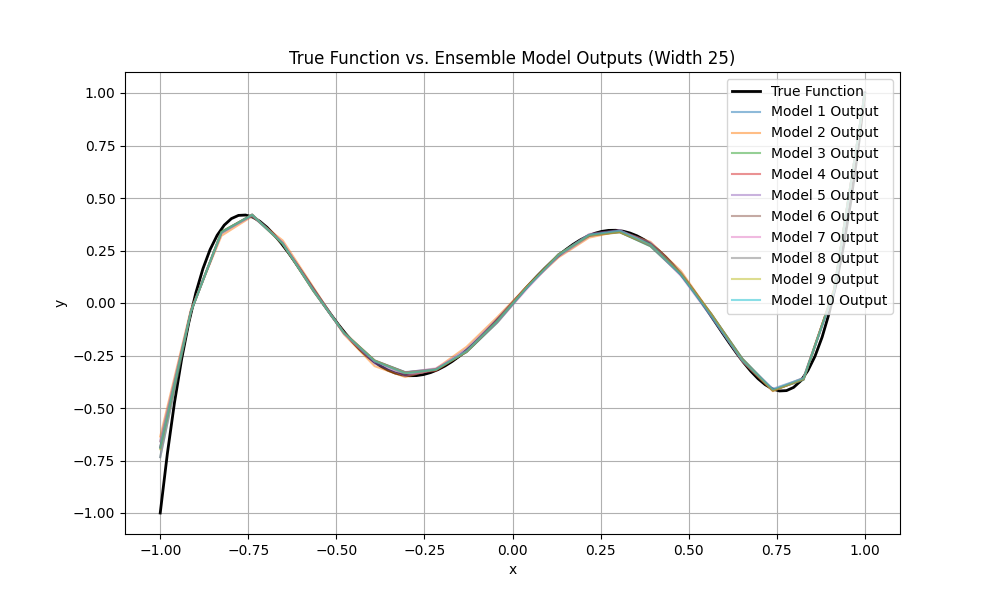 True Function vs. Ensemble Model Outputs (Width 25)
y
1.00
0.75
0.50
0.25
0.00
−0.25
−0.50
−0.75
−1.00
True Function
Model 1 Output
Model 2 Output
Model 3 Output
Model 4 Output
Model 5 Output
Model 6 Output
Model 7 Output
Model 8 Output
Model 9 Output
Model 10 Output
−1.00 −0.75 −0.50 −0.25 0.00 0.25 0.50 0.75 1.00
x